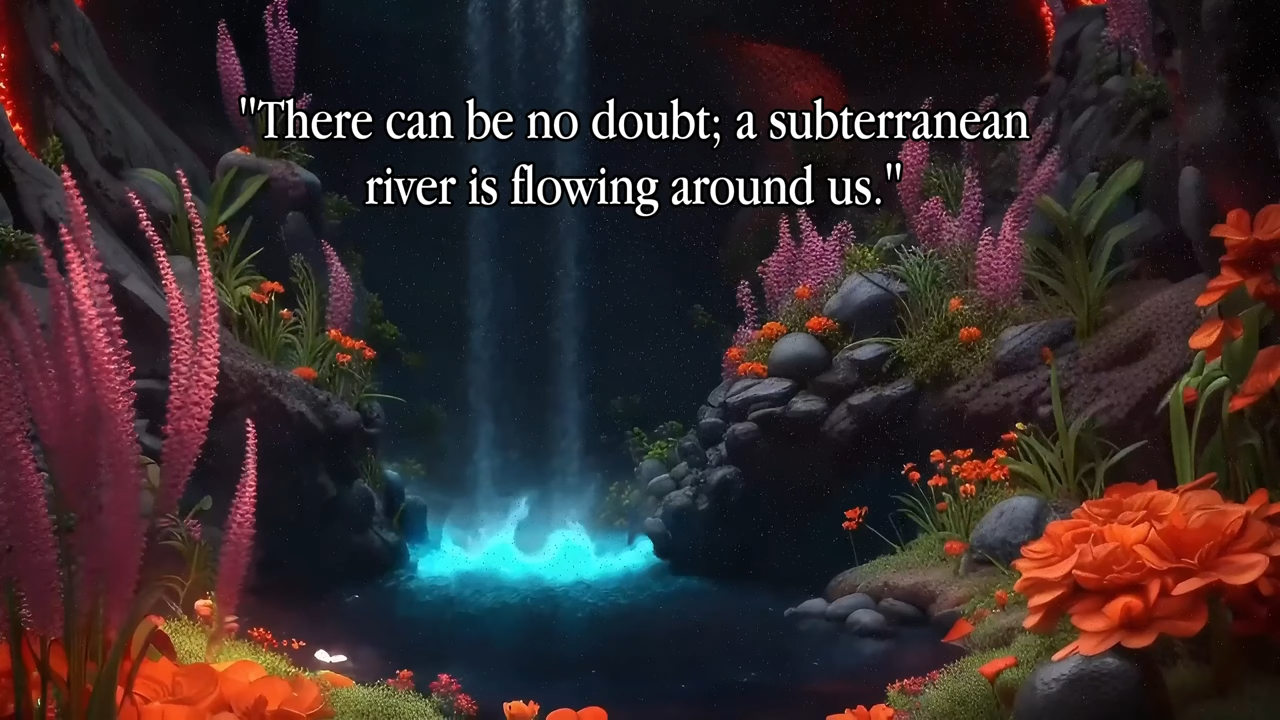 "There can be no doubt; a subterranean
river is flowing around us."